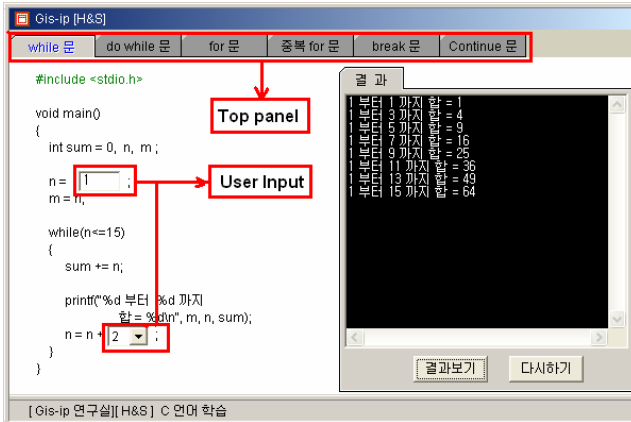 Gis-ip [H&S]
while 문
do while 문
for 문
중복 for 문
break 문
Continue 문
#include <stdio.h>
void main()
{
int sum = 0, n, m ;
n = 1 ;
m = n;
while(n<=15)
{
sum += n;
printf("%d 부터 %d 까지
합 = %d\n", m, n, sum);
n = n + 2 ;
}
}
Top panel
User Input
결 과
1 부터 1 까지 합 = 1
1 부터 3 까지 합 = 4
1 부터 5 까지 합 = 9
1 부터 7 까지 합 = 16
1 부터 9 까지 합 = 25
1 부터 11 까지 합 = 36
1 부터 13 까지 합 = 49
1 부터 15 까지 합 = 64
결과보기
다시하기
[ Gis-ip 연구실][ H&S ] C 언어 학습